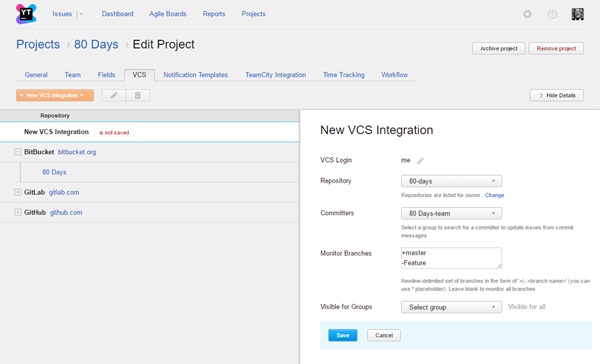 YT
Issues
Dashboard
Agile Boards
Reports
Projects
Projects › 80 Days › Edit Project
Archive project
Remove project
General
Team
Fields
VCS
Notification Templates
TeamCity Integration
Time Tracking
Workflow
+ New VCS Integration
> Hide Details
Repository
New VCS Integration is not saved
BitBucket bitbucket.org
80 Days
GitLab gitlab.com
GitHub github.com
New VCS Integration
VCS Login me
Repository 80-days
Repositories are listed for owner Change
Committers 80 Days-team
Select a group to search for a committer to update issues from commit
messages
Monitor Branches +master
-Feature
Newline-delimited set of branches in the form of '+|-:<branch name>' (you can
use * placeholder). Leave blank to monitor all branches
Visible for Groups Select group Visible for all
Save
Cancel